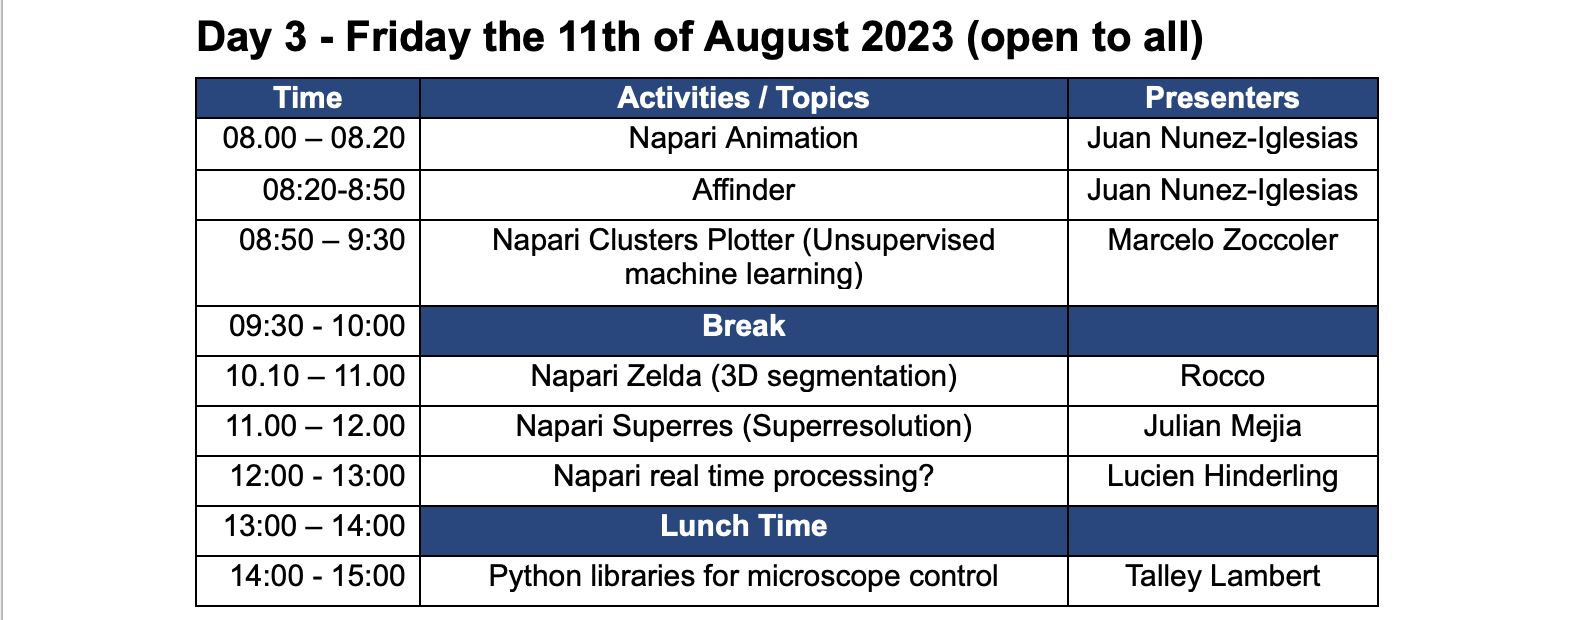 Day 3 - Friday the 11th of August 2023 (open to all)
Time Activities / Topics Presenters
08.00 – 08.20 Napari Animation Juan Nunez-Iglesias
08:20-8:50 Affinder Juan Nunez-Iglesias
08:50 – 9:30 Napari Clusters Plotter (Unsupervised Marcelo Zoccoler
machine learning)
09:30 - 10:00 Break
10.10 – 11.00 Napari Zelda (3D segmentation) Rocco
11.00 – 12.00 Napari Superres (Superresolution) Julian Mejia
12:00 - 13:00 Napari real time processing? Lucien Hinderling
13:00 – 14:00 Lunch Time
14:00 - 15:00 Python libraries for microscope control Talley Lambert